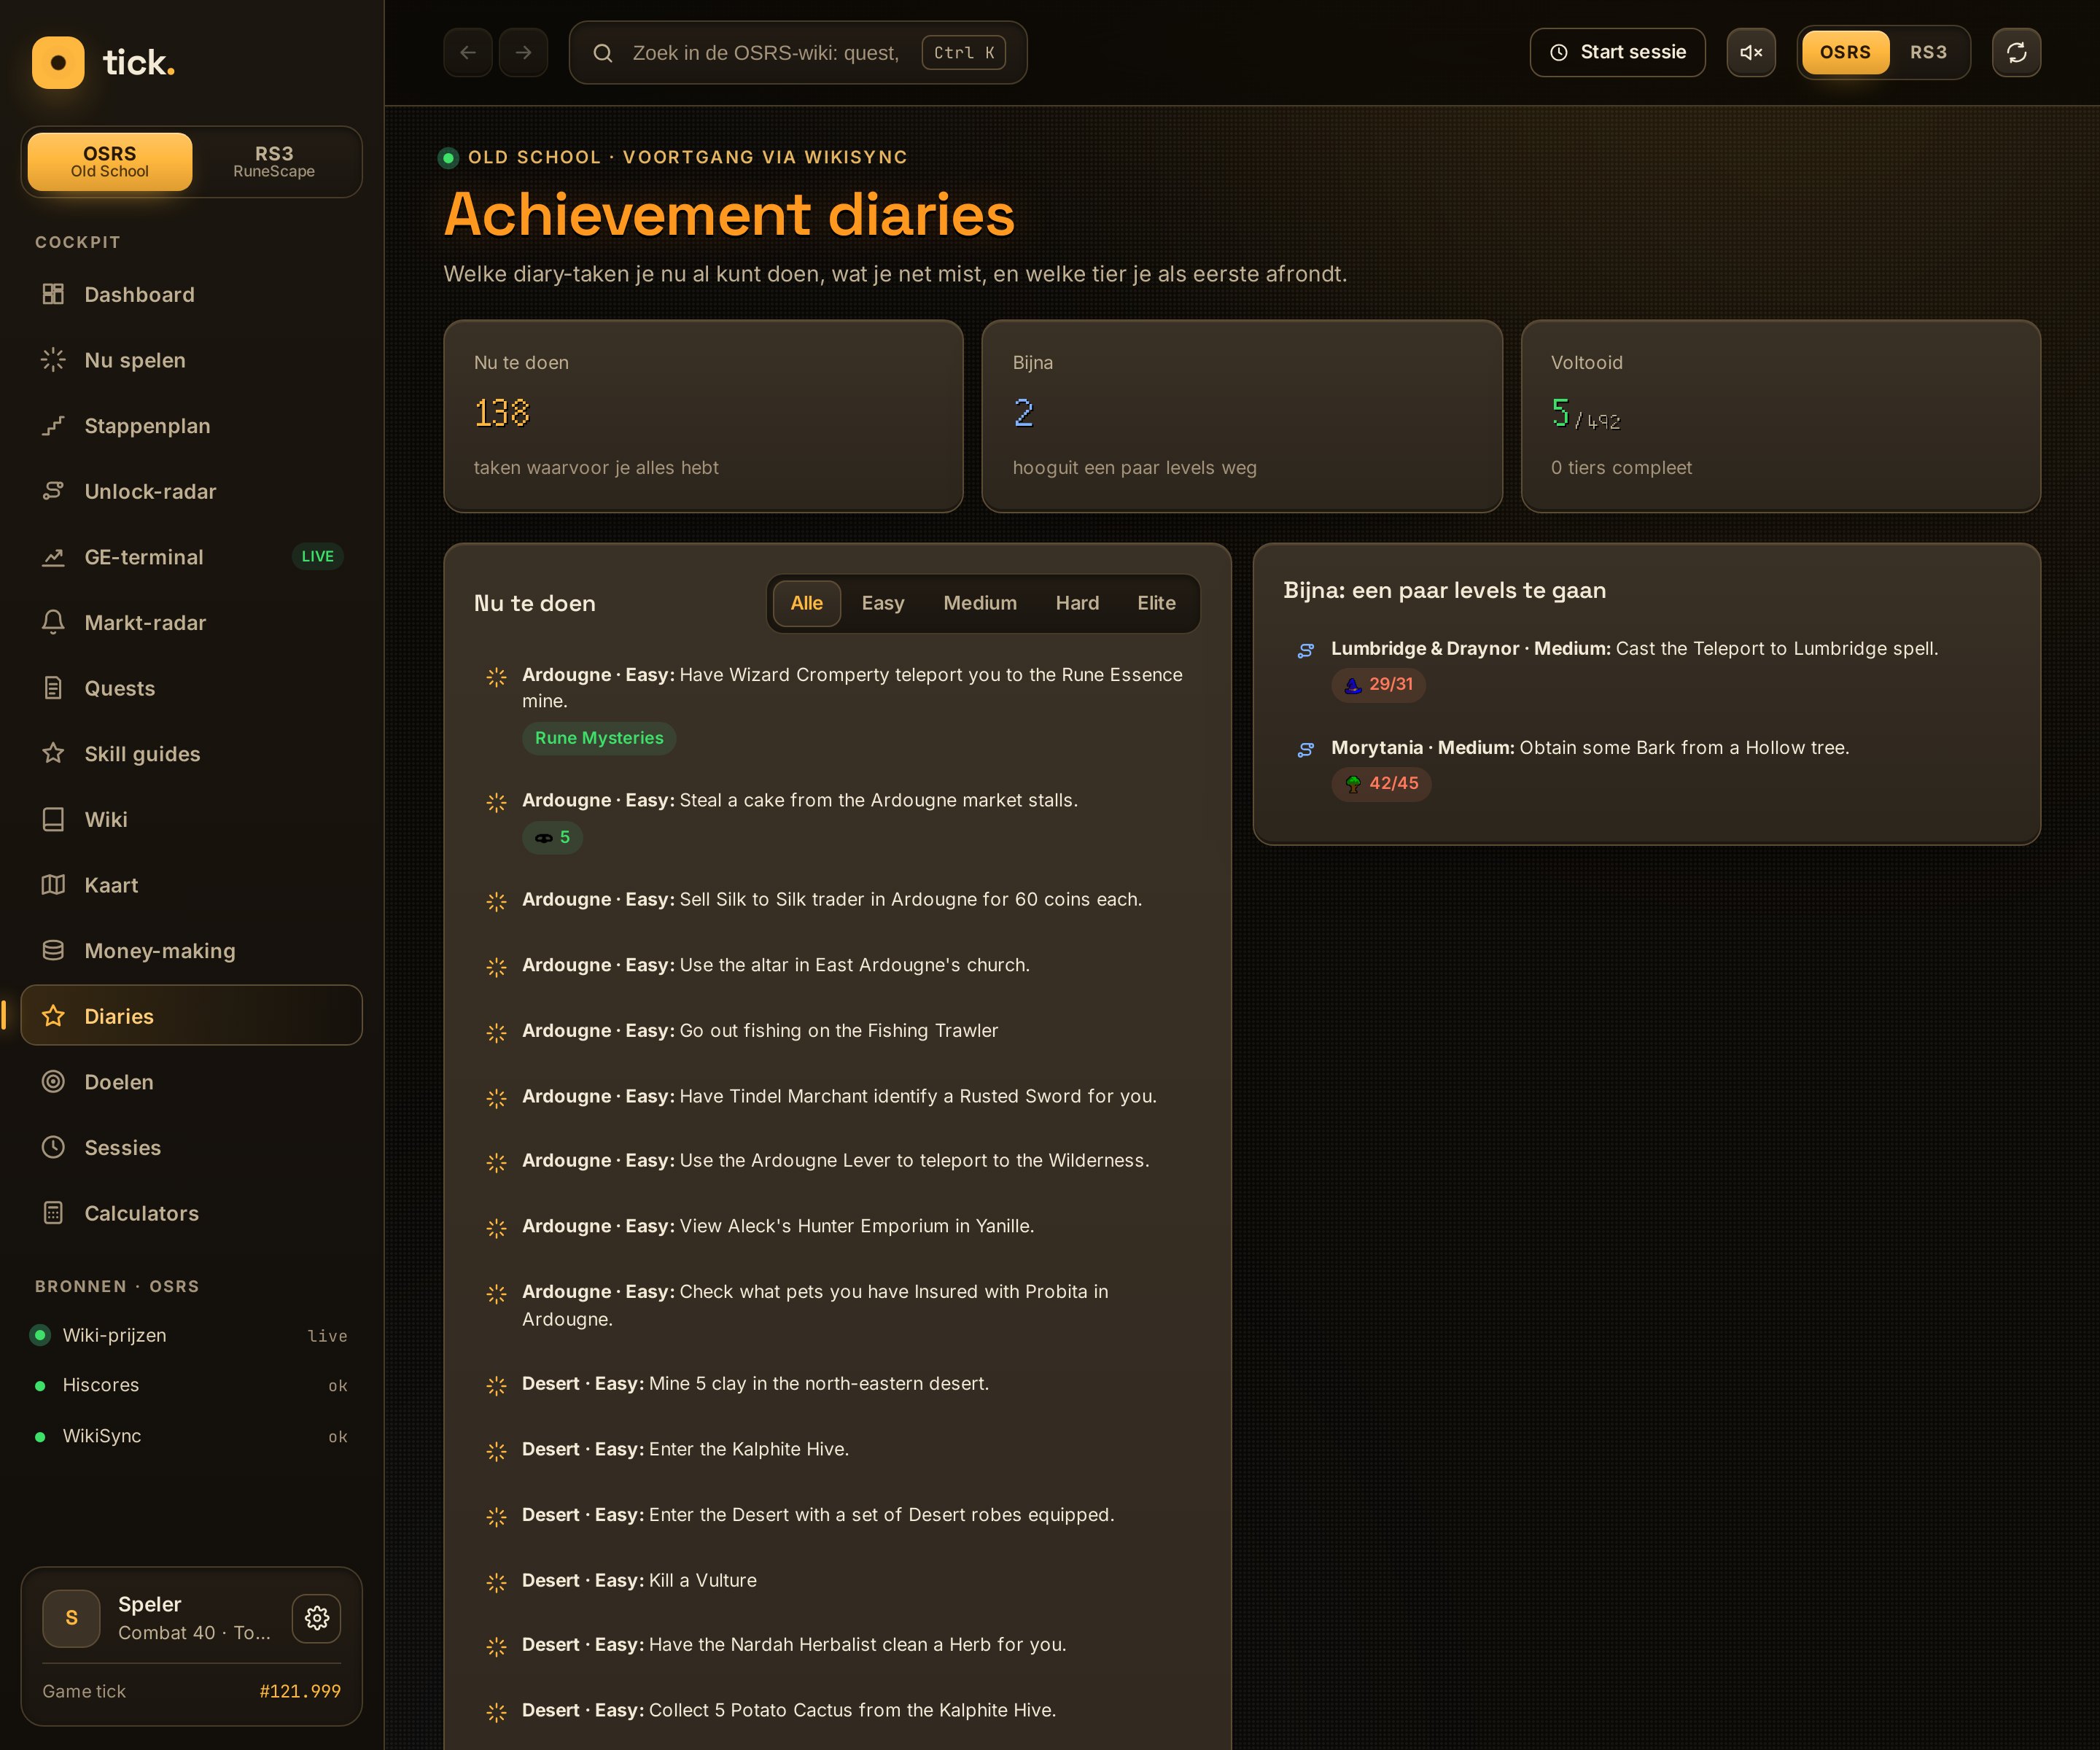 tick.
OSRS
Old School
RS3
RuneScape
COCKPIT
Dashboard
Nu spelen
Stappenplan
Unlock-radar
GE-terminal LIVE
Markt-radar
Quests
Skill guides
Wiki
Kaart
Money-making
Diaries
Doelen
Sessies
Calculators
BRONNEN · OSRS
Wiki-prijzen live
Hiscores ok
WikiSync ok
S
Speler
Combat 40 · To...
Game tick #121.999
Zoek in de OSRS-wiki: quest, Ctrl K
Start sessie
OSRS RS3
OLD SCHOOL · VOORTGANG VIA WIKISYNC
Achievement diaries
Welke diary-taken je nu al kunt doen, wat je net mist, en welke tier je als eerste afrondt.
Nu te doen
138
taken waarvoor je alles hebt
Bijna
2
hooguit een paar levels weg
Voltooid
5 / 492
0 tiers compleet
Nu te doen
Alle Easy Medium Hard Elite
Ardougne · Easy: Have Wizard Cromperty teleport you to the Rune Essence
mine.
Rune Mysteries
Ardougne · Easy: Steal a cake from the Ardougne market stalls.
5
Ardougne · Easy: Sell Silk to Silk trader in Ardougne for 60 coins each.
Ardougne · Easy: Use the altar in East Ardougne's church.
Ardougne · Easy: Go out fishing on the Fishing Trawler
Ardougne · Easy: Have Tindel Marchant identify a Rusted Sword for you.
Ardougne · Easy: Use the Ardougne Lever to teleport to the Wilderness.
Ardougne · Easy: View Aleck's Hunter Emporium in Yanille.
Ardougne · Easy: Check what pets you have Insured with Probita in
Ardougne.
Desert · Easy: Mine 5 clay in the north-eastern desert.
Desert · Easy: Enter the Kalphite Hive.
Desert · Easy: Enter the Desert with a set of Desert robes equipped.
Desert · Easy: Kill a Vulture
Desert · Easy: Have the Nardah Herbalist clean a Herb for you.
Desert · Easy: Collect 5 Potato Cactus from the Kalphite Hive.
Bijna: een paar levels te gaan
Lumbridge & Draynor · Medium: Cast the Teleport to Lumbridge spell.
29/31
Morytania · Medium: Obtain some Bark from a Hollow tree.
42/45